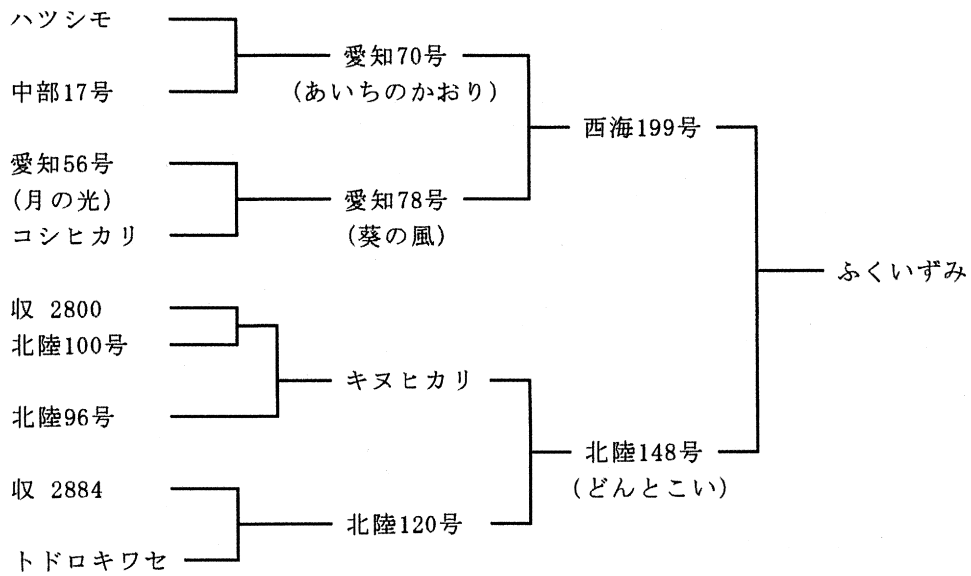 ハツシモ
中部17号
愛知70号
(あいちのかおり)
愛知56号
(月の光)
コシヒカリ
愛知78号
(葵の風)
西海199号
収 2800
北陸100号
北陸96号
キヌヒカリ
収 2884
トドロキワセ
北陸120号
北陸148号
(どんとこい)
ふくいずみ